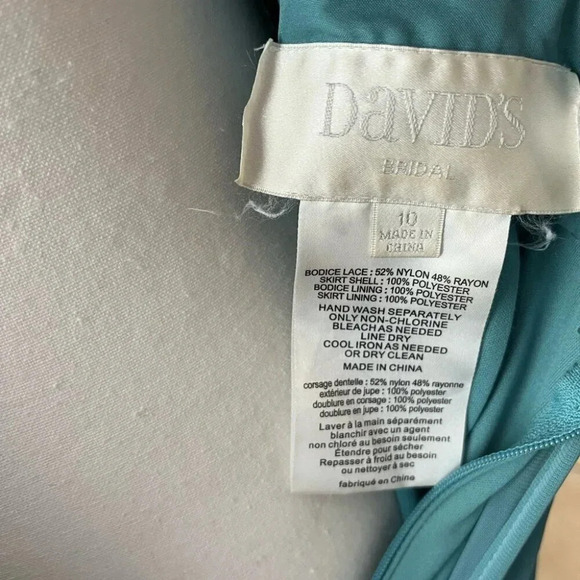 DaVID'S
BRIDAL
10
MADE IN
CHINA
BODICE LACE : 52% NYLON 48% RAYON
SKIRT SHELL : 100% POLYESTER
BODICE LINING : 100% POLYESTER
SKIRT LINING : 100% POLYESTER
HAND WASH SEPARATELY
ONLY NON-CHLORINE
BLEACH AS NEEDED
LINE DRY
COOL IRON AS NEEDED
OR DRY CLEAN
MADE IN CHINA
corsage dentelle : 52% nylon 48% rayonne
extérieur de jupe : 100% polyester
doublure en corsage : 100% polyester
doublure en jupe : 100% polyester
Laver à la main séparément
blanchir avec un agent
non chloré au besoin seulement
Étendre pour sécher
Repasser à froid au besoin
ou nettoyer à sec
fabriqué en Chine